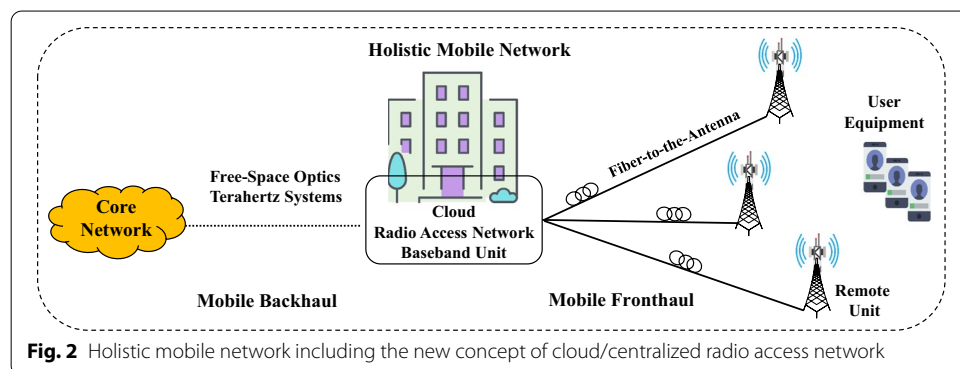 Holistic Mobile Network
Fiber-to-the-Antenna
User
Equipment
Free-Space Optics
Terahertz Systems
Core
Network
Cloud
Radio Access Network
Baseband Unit
Mobile Backhaul
Mobile Fronthaul
Remote
Unit
Fig. 2 Holistic mobile network including the new concept of cloud/centralized radio access network